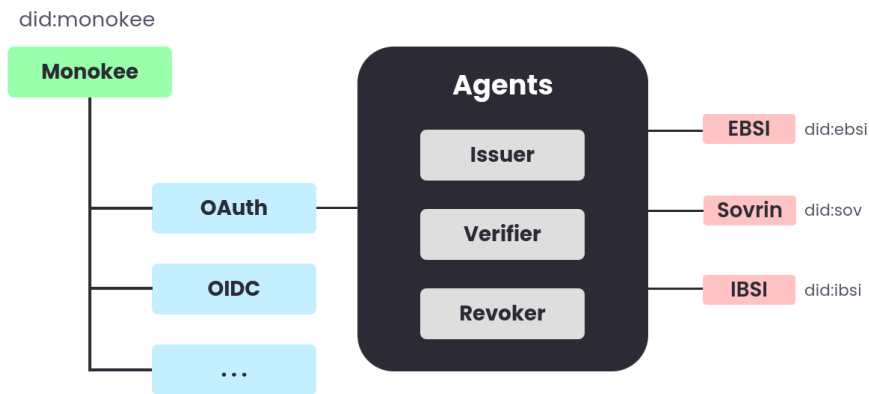 did:monokee
Monokee
OAuth
OIDC
...
Agents
Issuer
Verifier
Revoker
EBSI did:ebsi
Sovrin did:sov
IBSI did:ibsi